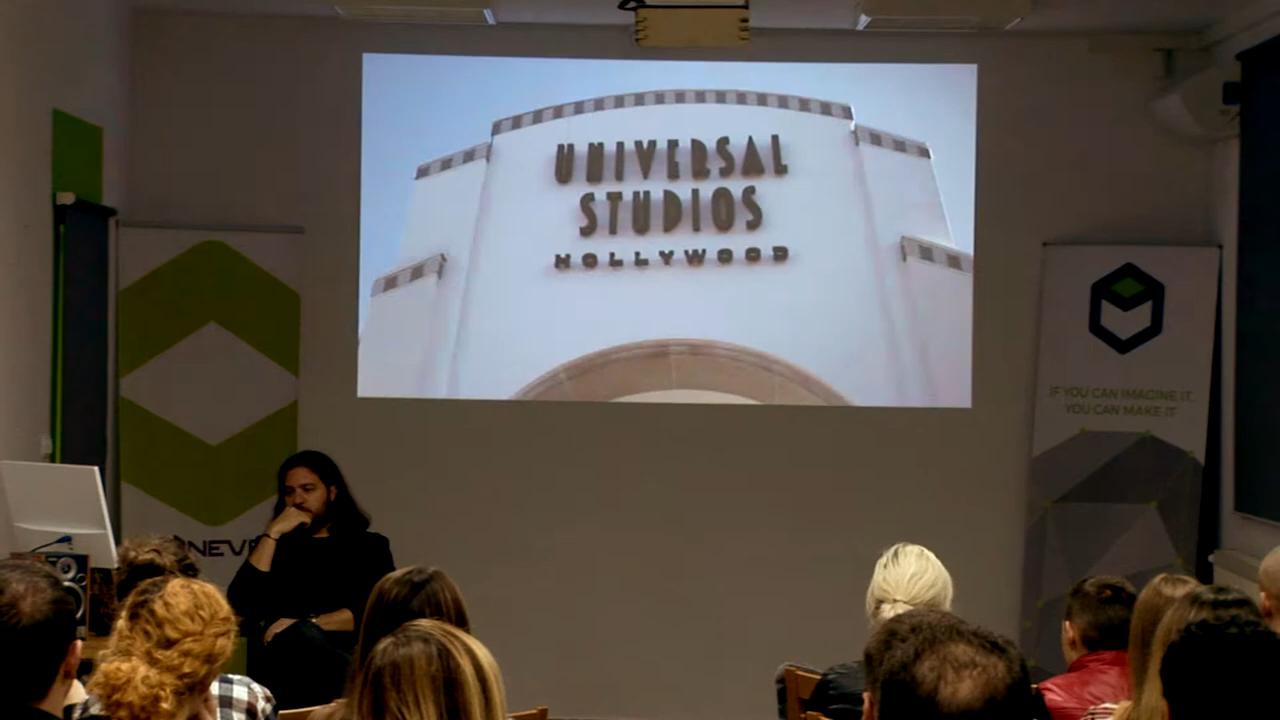 UNIVERSAL
STUDIOS
HOLLYWOOD
IF YOU CAN IMAGINE IT,
YOU CAN MAKE IT